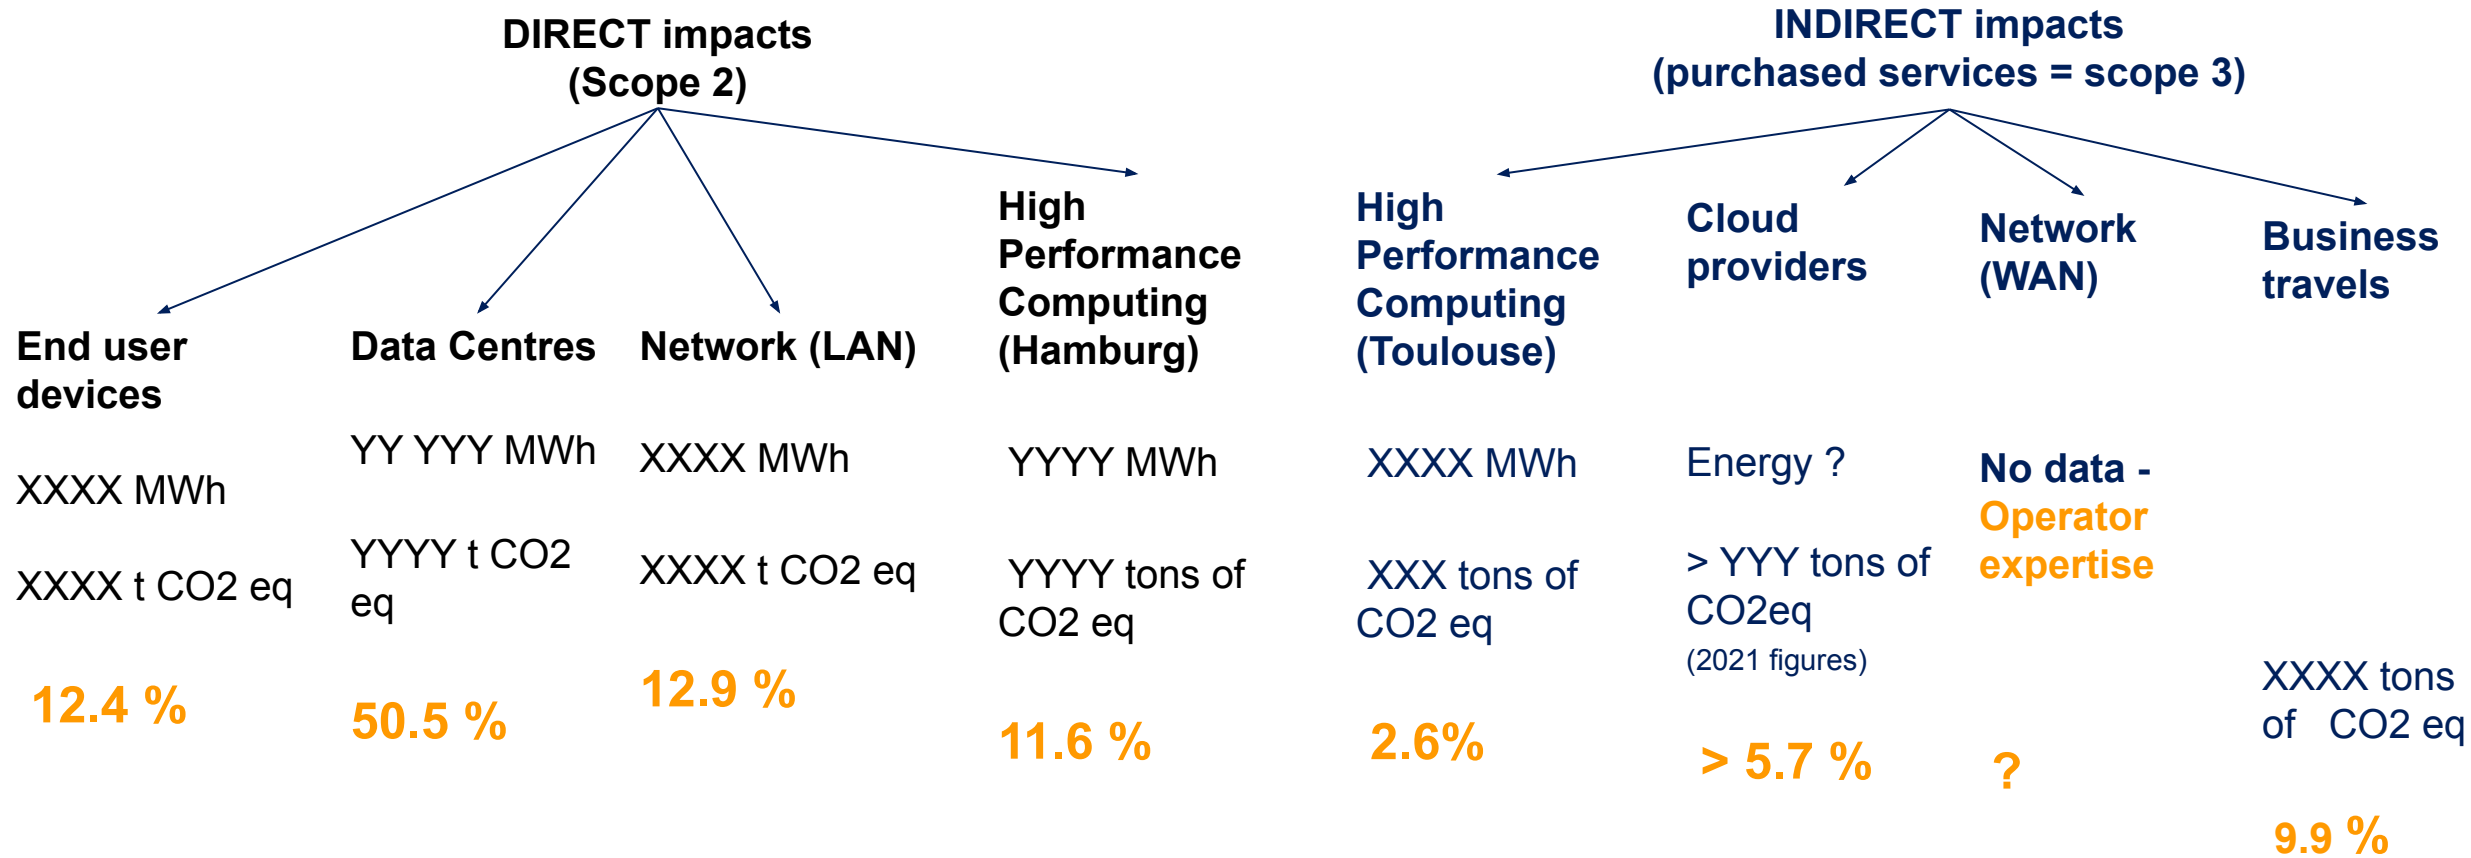 DIRECT impacts
(Scope 2)
INDIRECT impacts
(purchased services = scope 3)
End user
devices
XXXX MWh
XXXX t CO2 eq
12.4 %
Data Centres
YY YYY MWh
YYYY t CO2
eq
50.5 %
Network (LAN)
XXXX MWh
XXXX t CO2 eq
12.9 %
High
Performance
Computing
(Hamburg)
YYYY MWh
YYYY tons of
CO2 eq
11.6 %
High
Performance
Computing
(Toulouse)
XXXX MWh
XXX tons of
CO2 eq
2.6%
Cloud
providers
Energy ?
> YYY tons of
CO2eq
(2021 figures)
> 5.7 %
Network
(WAN)
No data -
Operator
expertise
?
Business
travels
XXXX tons
of CO2 eq
9.9 %